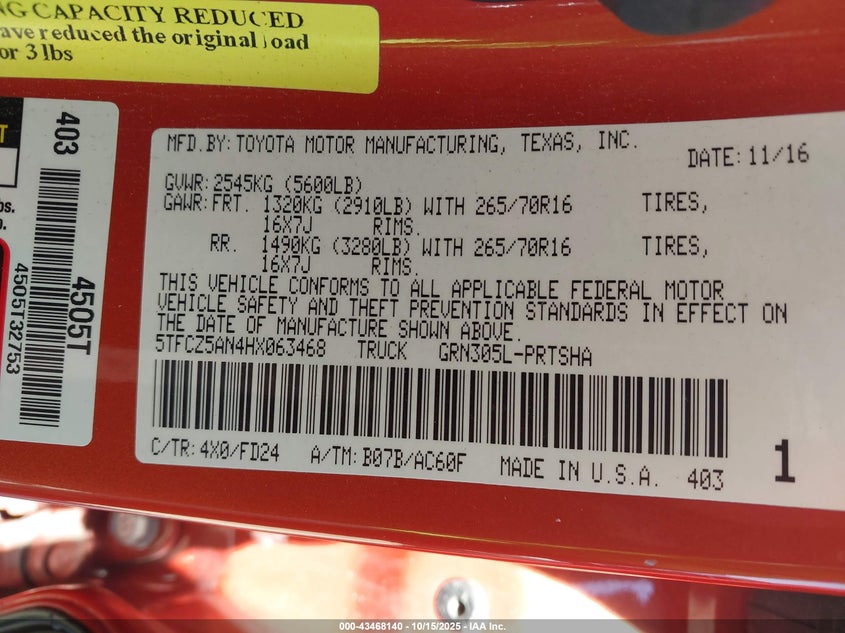 NG CAPACITY REDUCED
ave reduced the original load
or 3 lbs
403
4505T
4505T32753
MFD.BY: TOYOTA MOTOR MANUFACTURING, TEXAS, INC.
DATE: 11/16
GVWR: 2545KG (5600LB)
GAWR: FRT. 1320KG (2910LB) WITH 265/70R16 TIRES,
16X7J RIMS.
RR. 1490KG (3280LB) WITH 265/70R16 TIRES,
16X7J RIMS.
THIS VEHICLE CONFORMS TO ALL APPLICABLE FEDERAL MOTOR
VEHICLE SAFETY AND THEFT PREVENTION STANDARDS IN EFFECT ON
THE DATE OF MANUFACTURE SHOWN ABOVE.
5TFCZ5AN4HX063468 TRUCK GRN305L-PRTSHA
C/TR: 4X0/FD24 A/TM: B07B/AC60F MADE IN U.S.A. 403
1
000-43468140 - 10/15/2025 - IAA Inc.